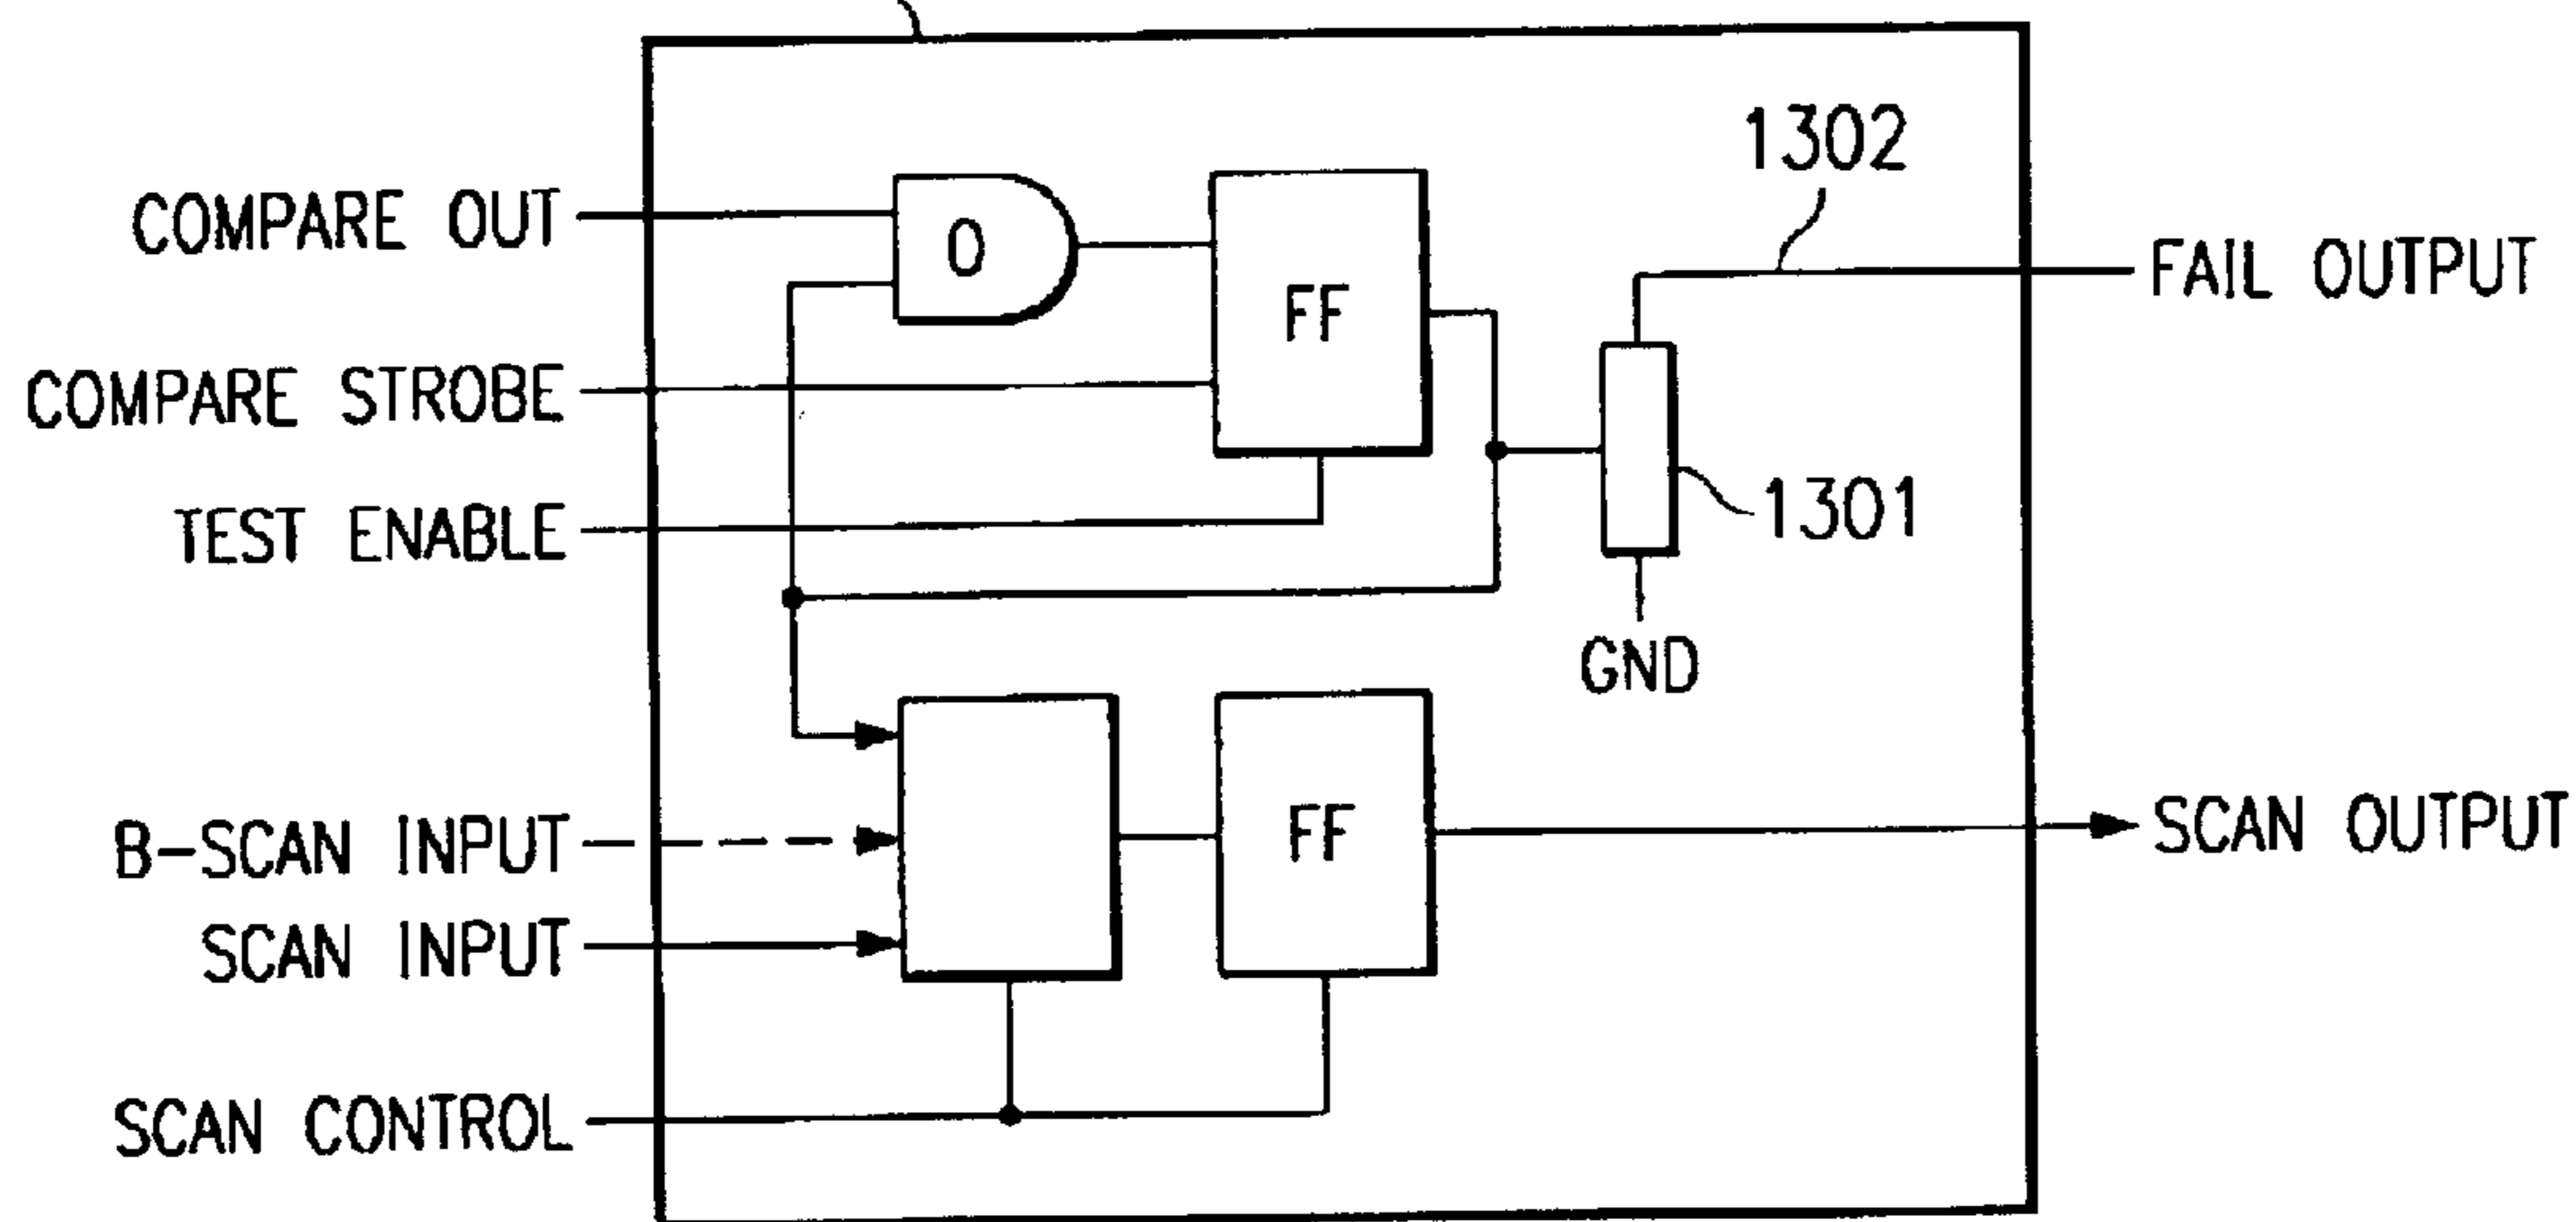 1302
COMPARE OUT
O
FF
FAIL OUTPUT
COMPARE STROBE
TEST ENABLE
1301
GND
B-SCAN INPUT
FF
SCAN OUTPUT
SCAN INPUT
SCAN CONTROL